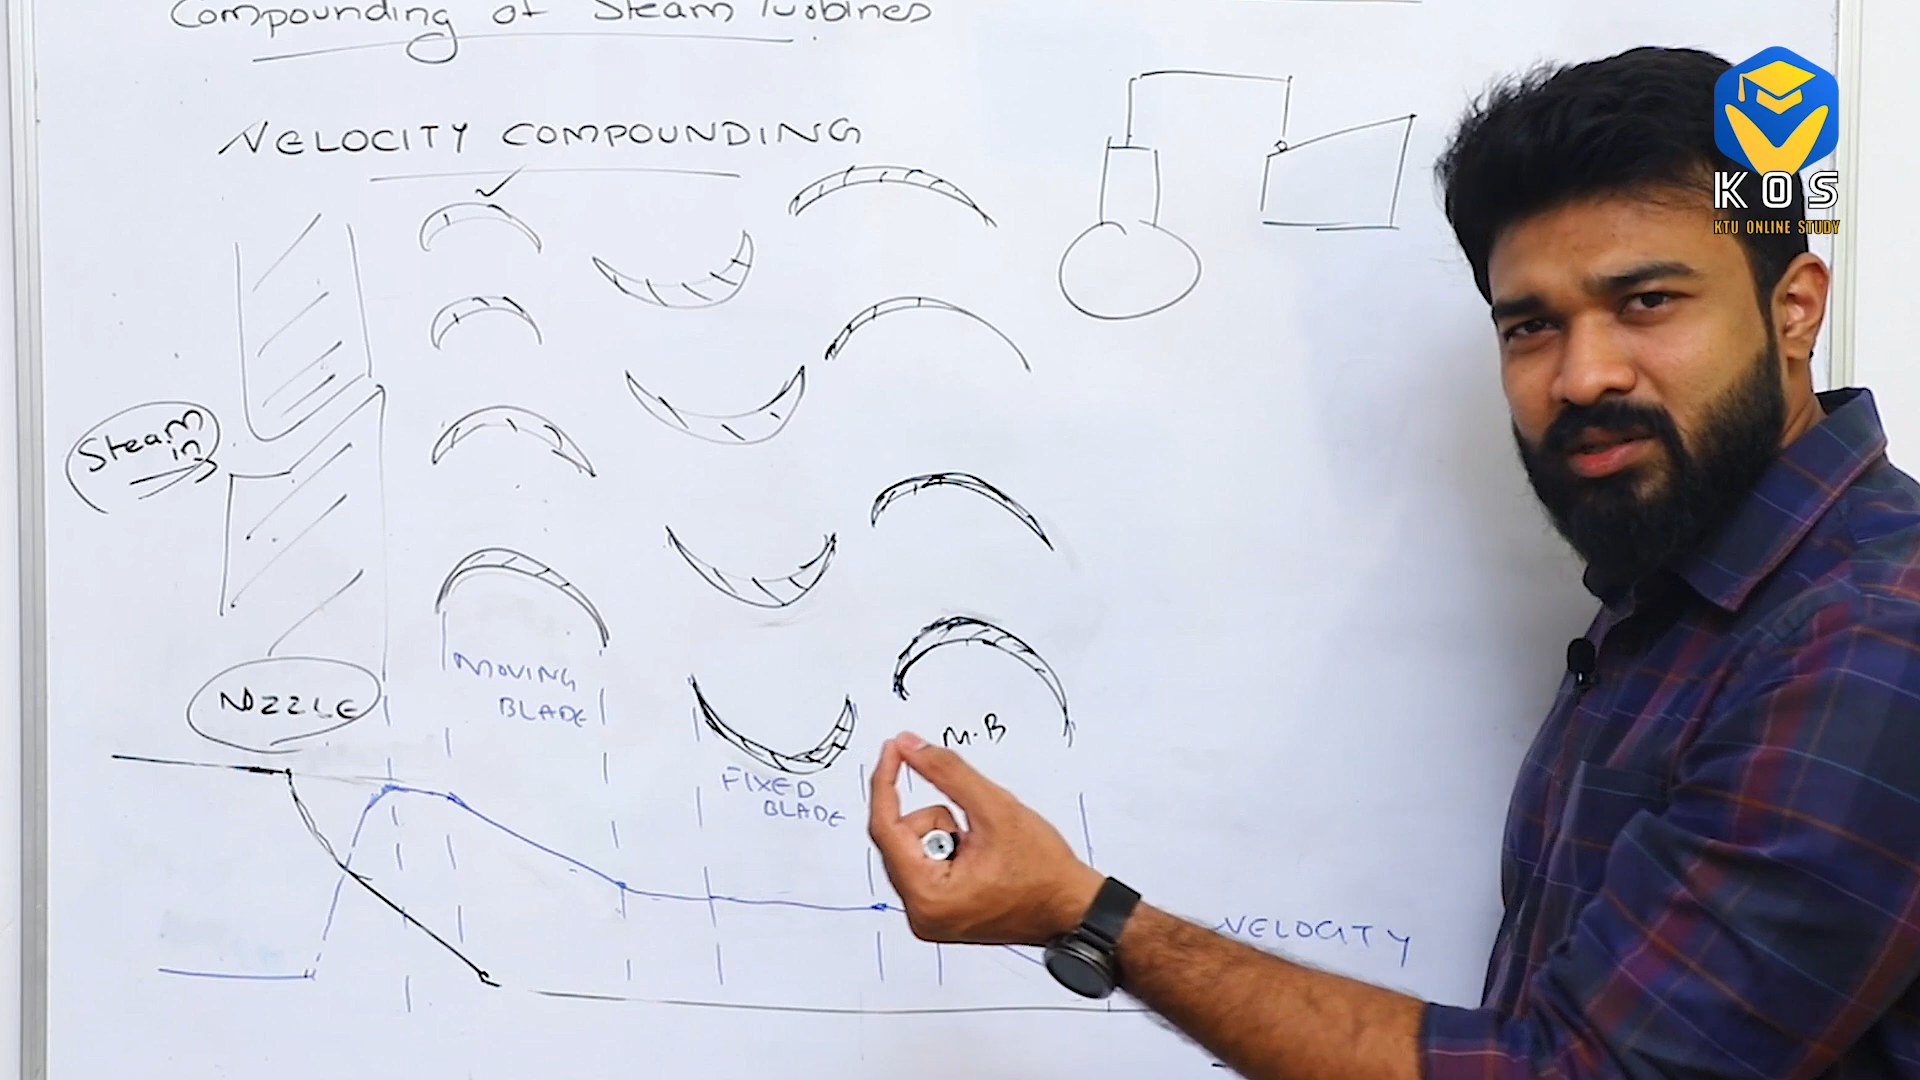 Compounding of Steam Turbines
VELOCITY COMPOUNDING
Steam
in
NOZZLE
MOVING
BLADE
FIXED
BLADE
M.B
VELOCITY
KOS
KTU ONLINE STUDY